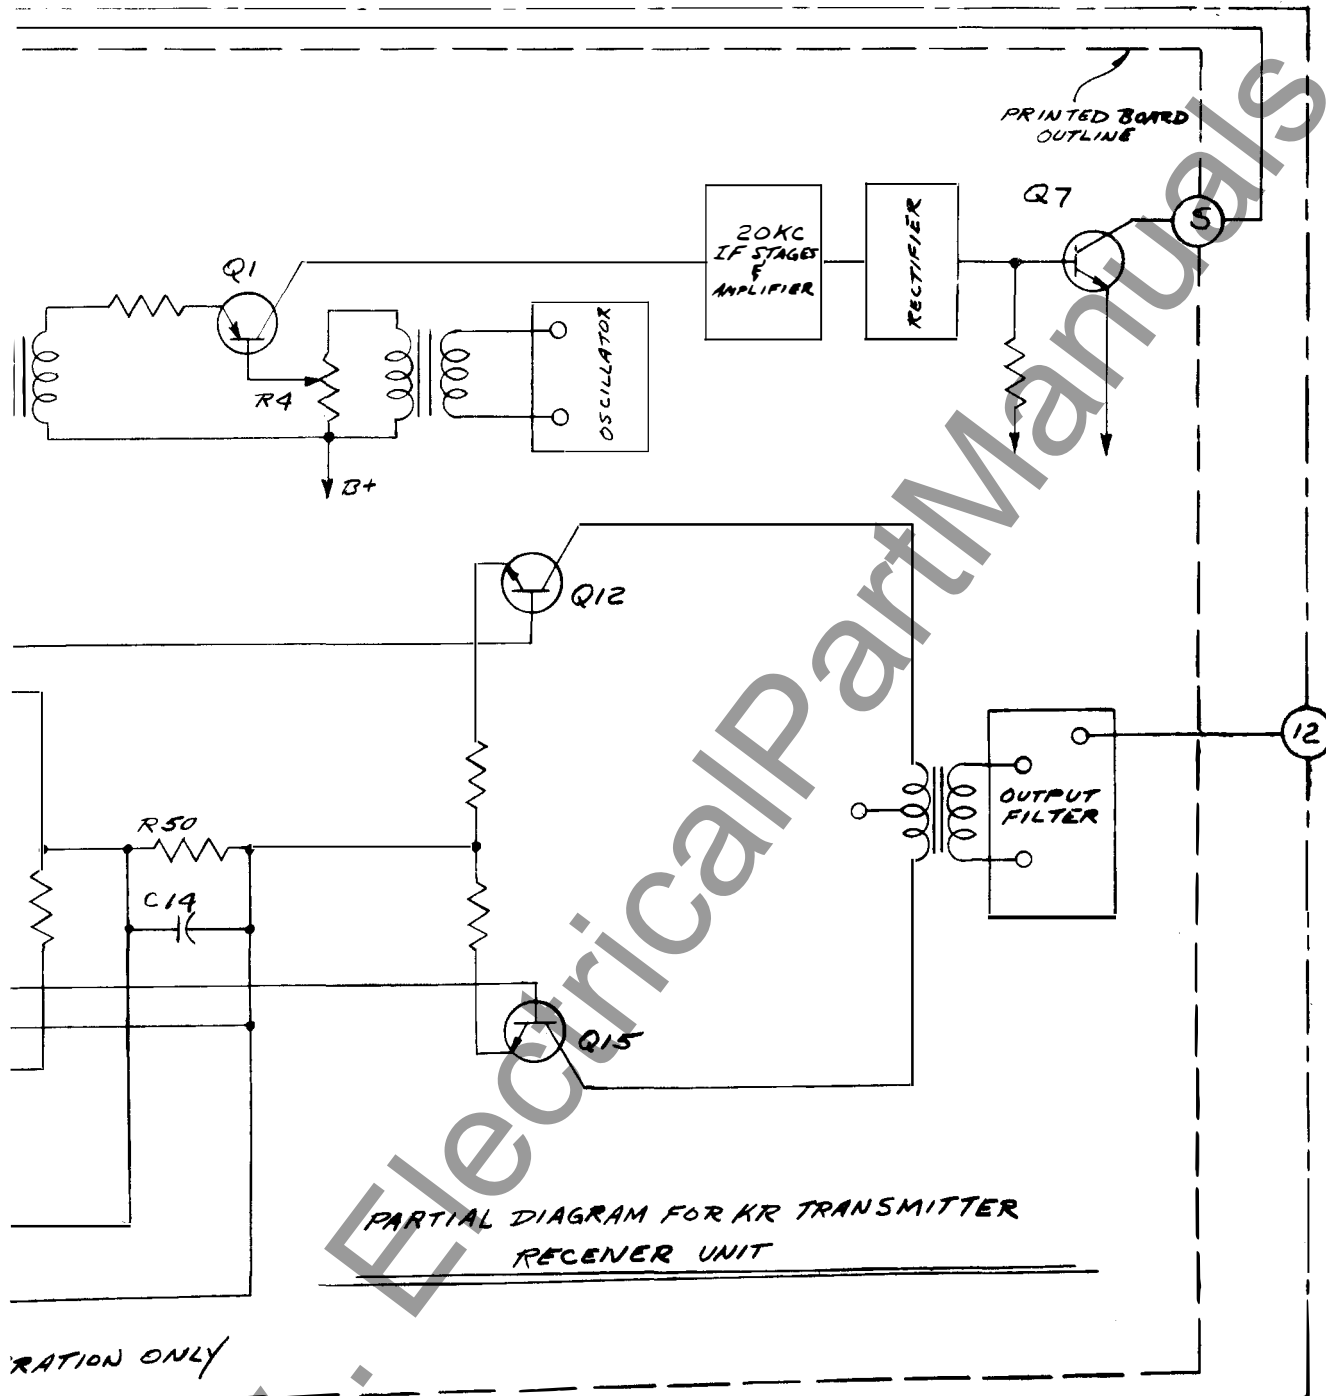 PRINTED BOARD
OUTLINE
Q7
5
20KC
IF STAGES
&
AMPLIFIER
RECTIFIER
Q1
OSCILLATOR
R4
B+
Q12
12
OUTPUT
FILTER
R50
C14
Q15
PARTIAL DIAGRAM FOR KR TRANSMITTER
RECEIVER UNIT
RATION ONLY
ElectricalPartManuals